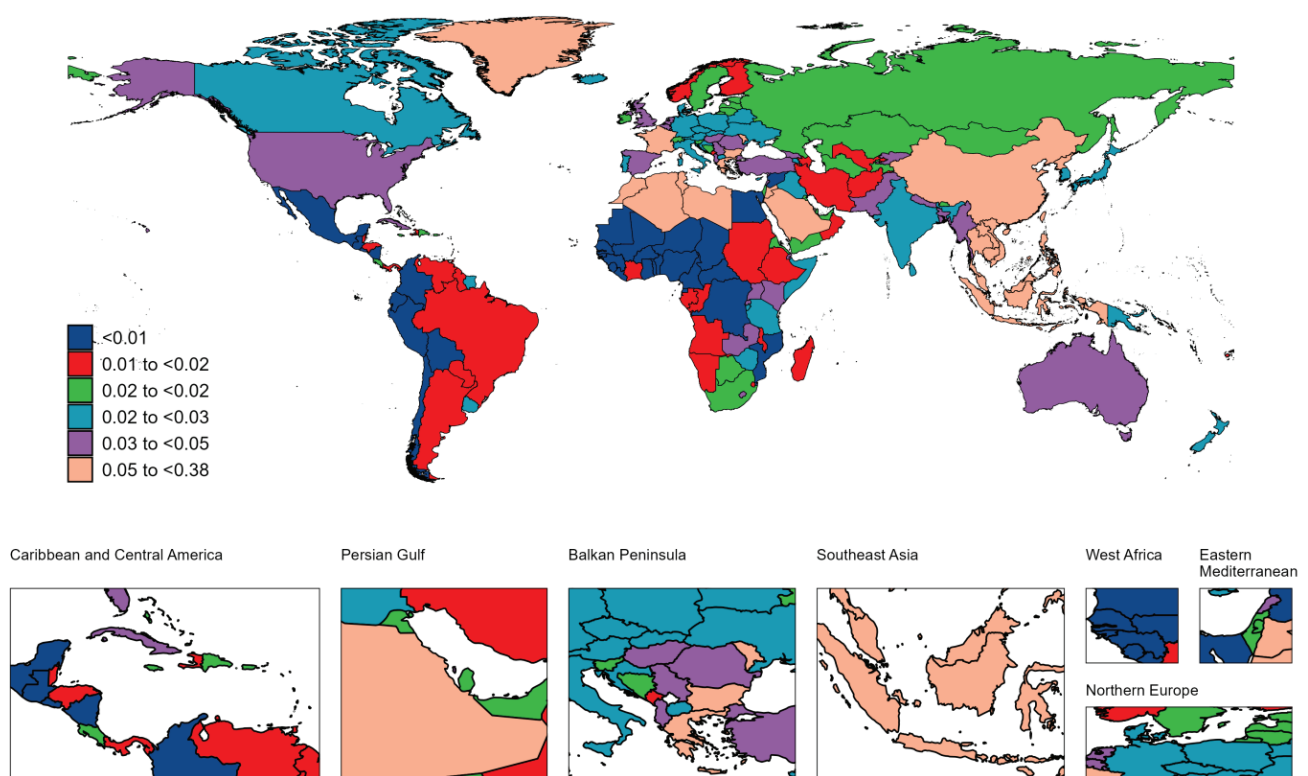 <0.01
0.01 to <0.02
0.02 to <0.02
0.02 to <0.03
0.03 to <0.05
0.05 to <0.38
Caribbean and Central America
Persian Gulf
Balkan Peninsula
Southeast Asia
West Africa
Eastern
Mediterranean
Northern Europe